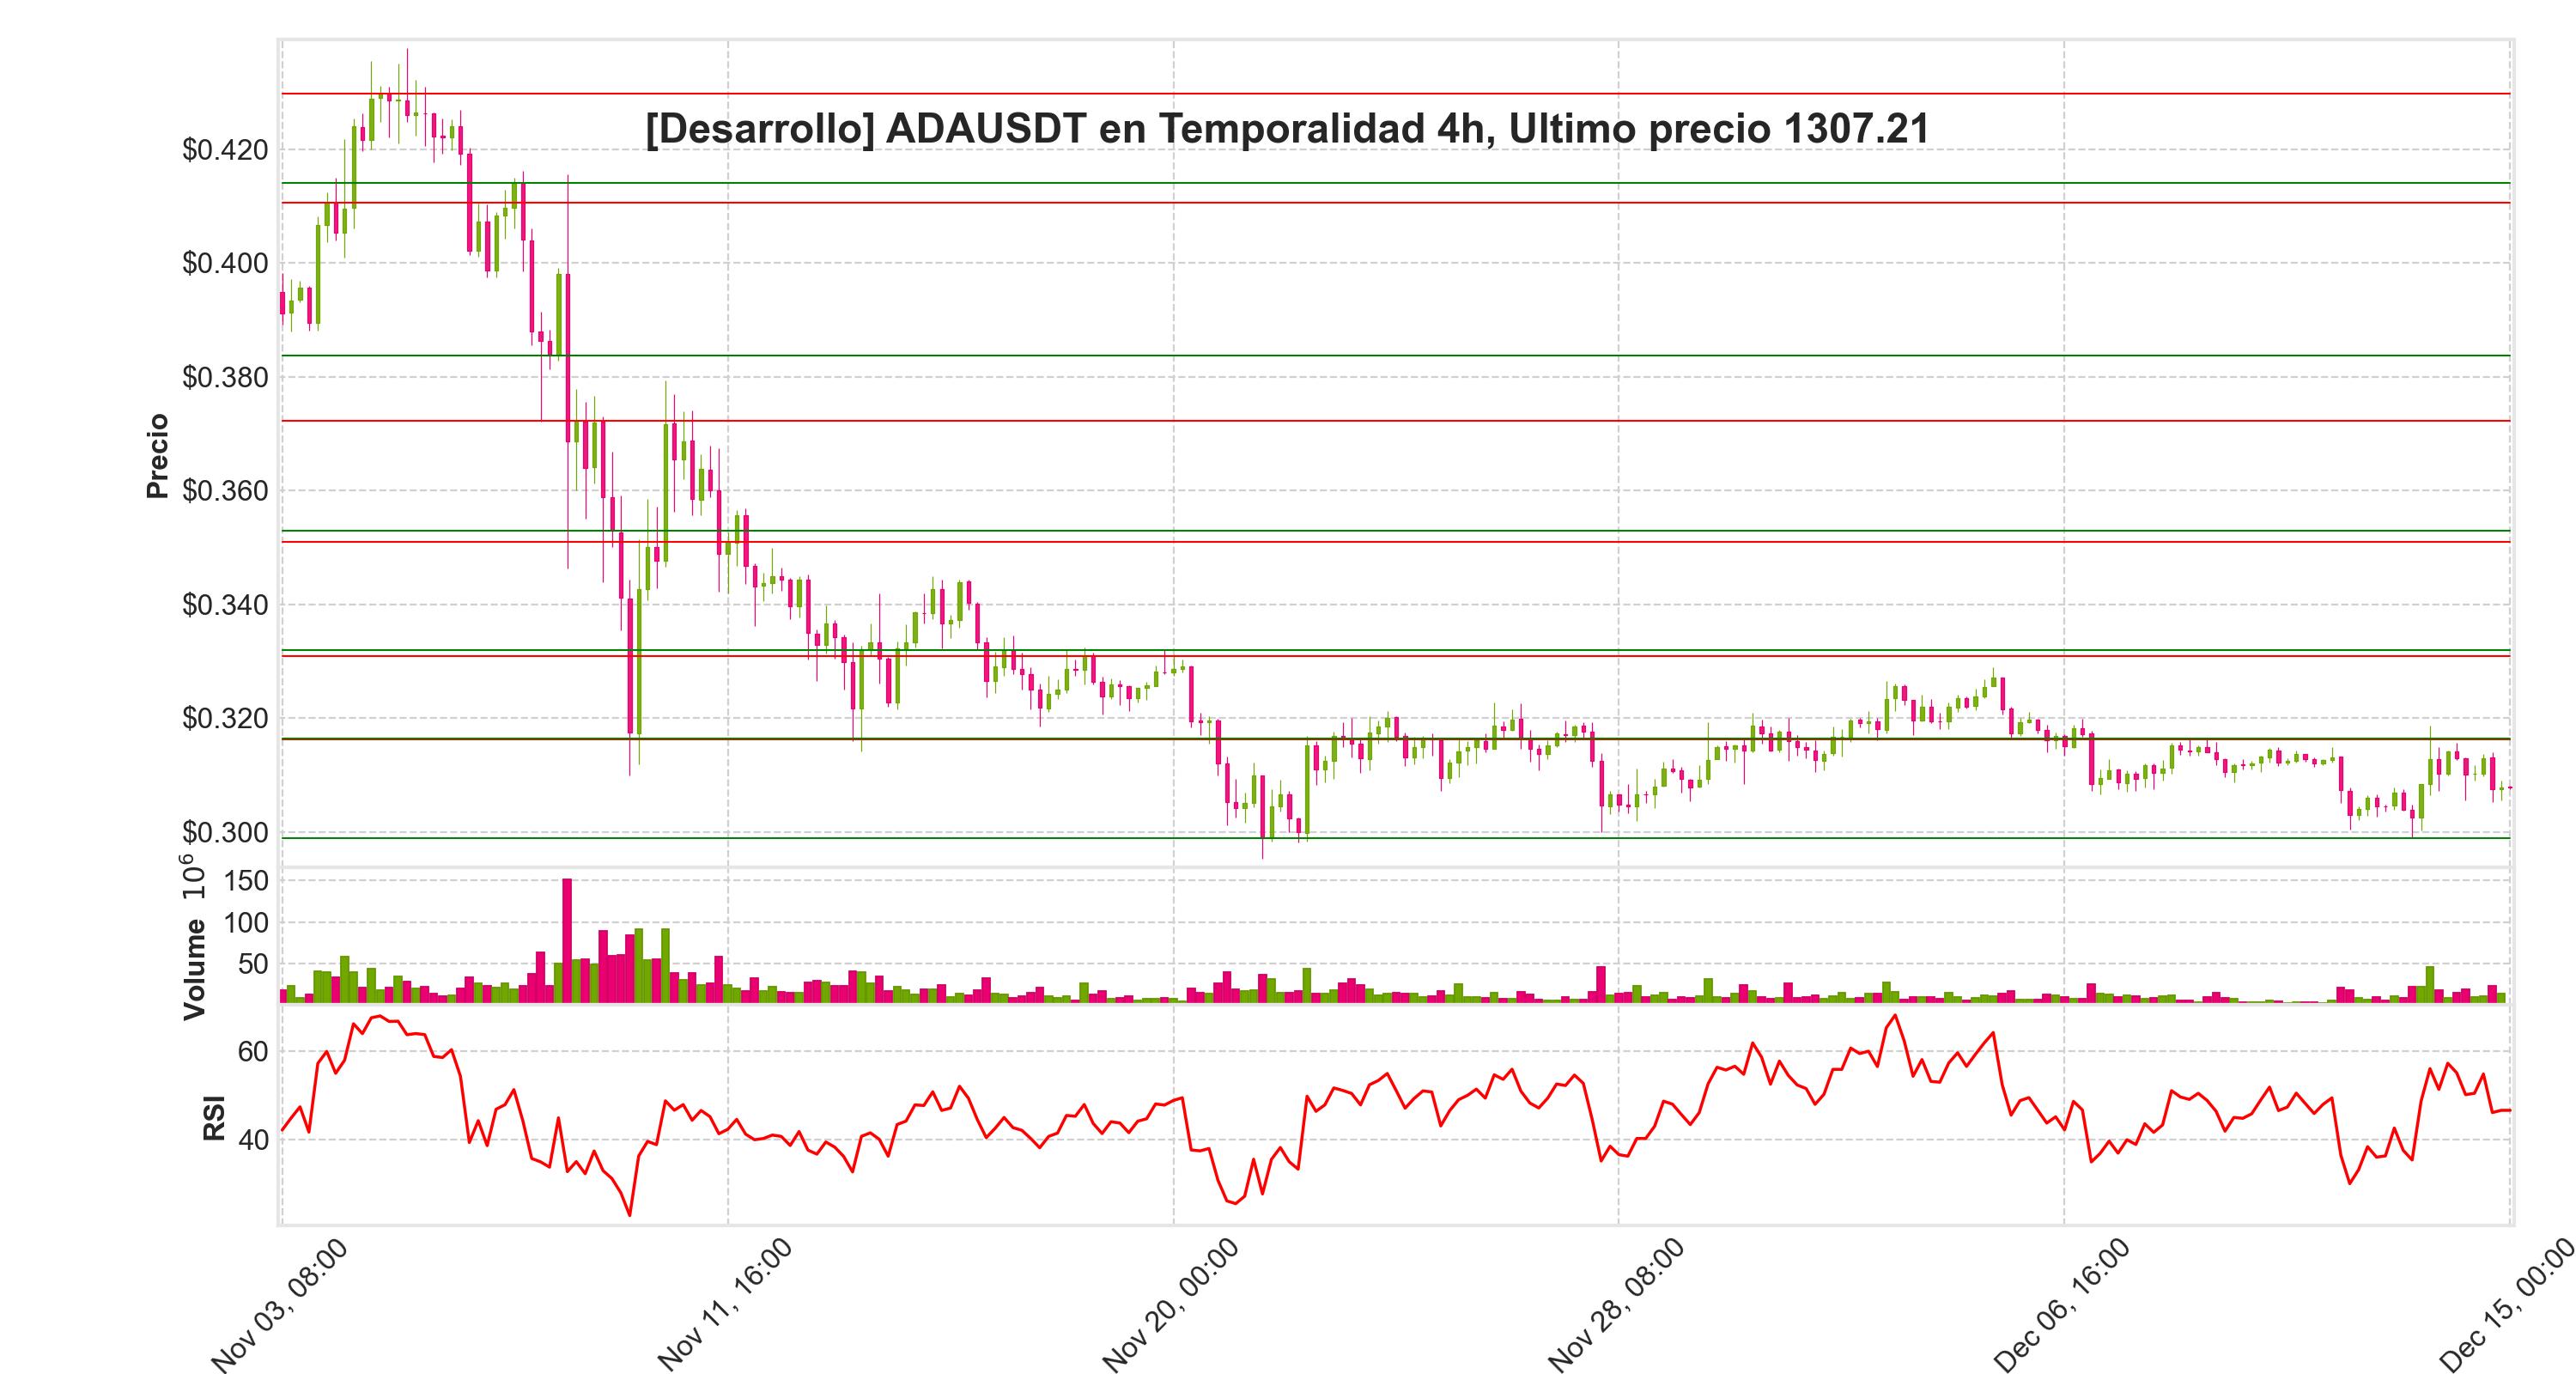 [Desarrollo] ADAUSDT en Temporalidad 4h, Ultimo precio 1307.21
Precio
$0.420
$0.400
$0.380
$0.360
$0.340
$0.320
$0.300
Volume 10⁶
150
100
50
RSI
60
40
Nov 03, 08:00
Nov 11, 16:00
Nov 20, 00:00
Nov 28, 08:00
Dec 06, 16:00
Dec 15, 00:00